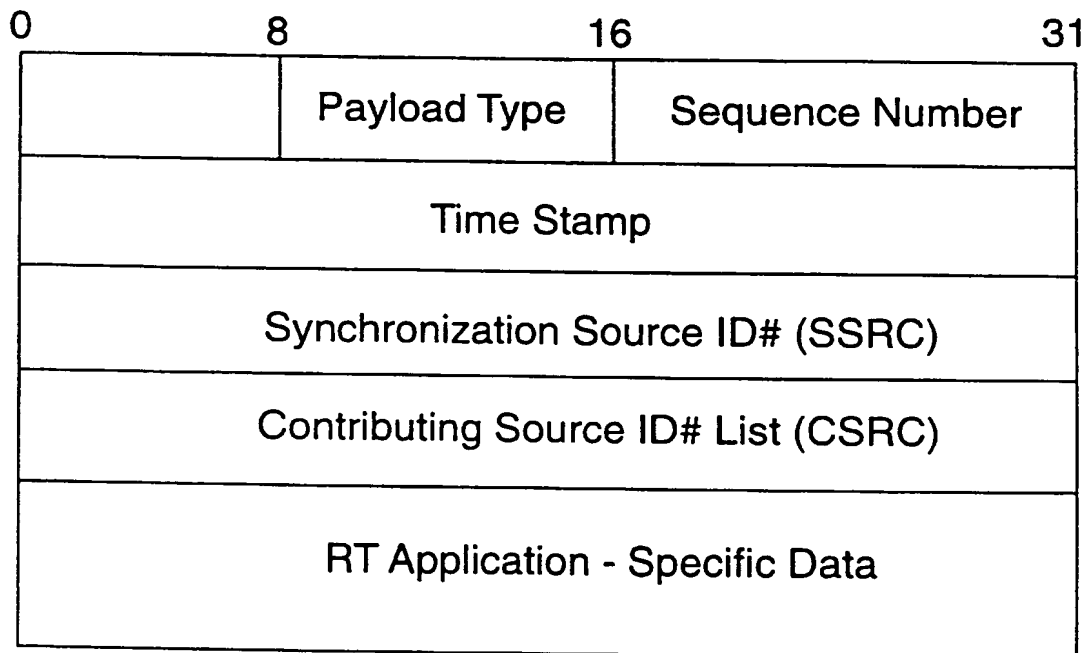 0 8 16 31
Payload Type Sequence Number
Time Stamp
Synchronization Source ID# (SSRC)
Contributing Source ID# List (CSRC)
RT Application - Specific Data